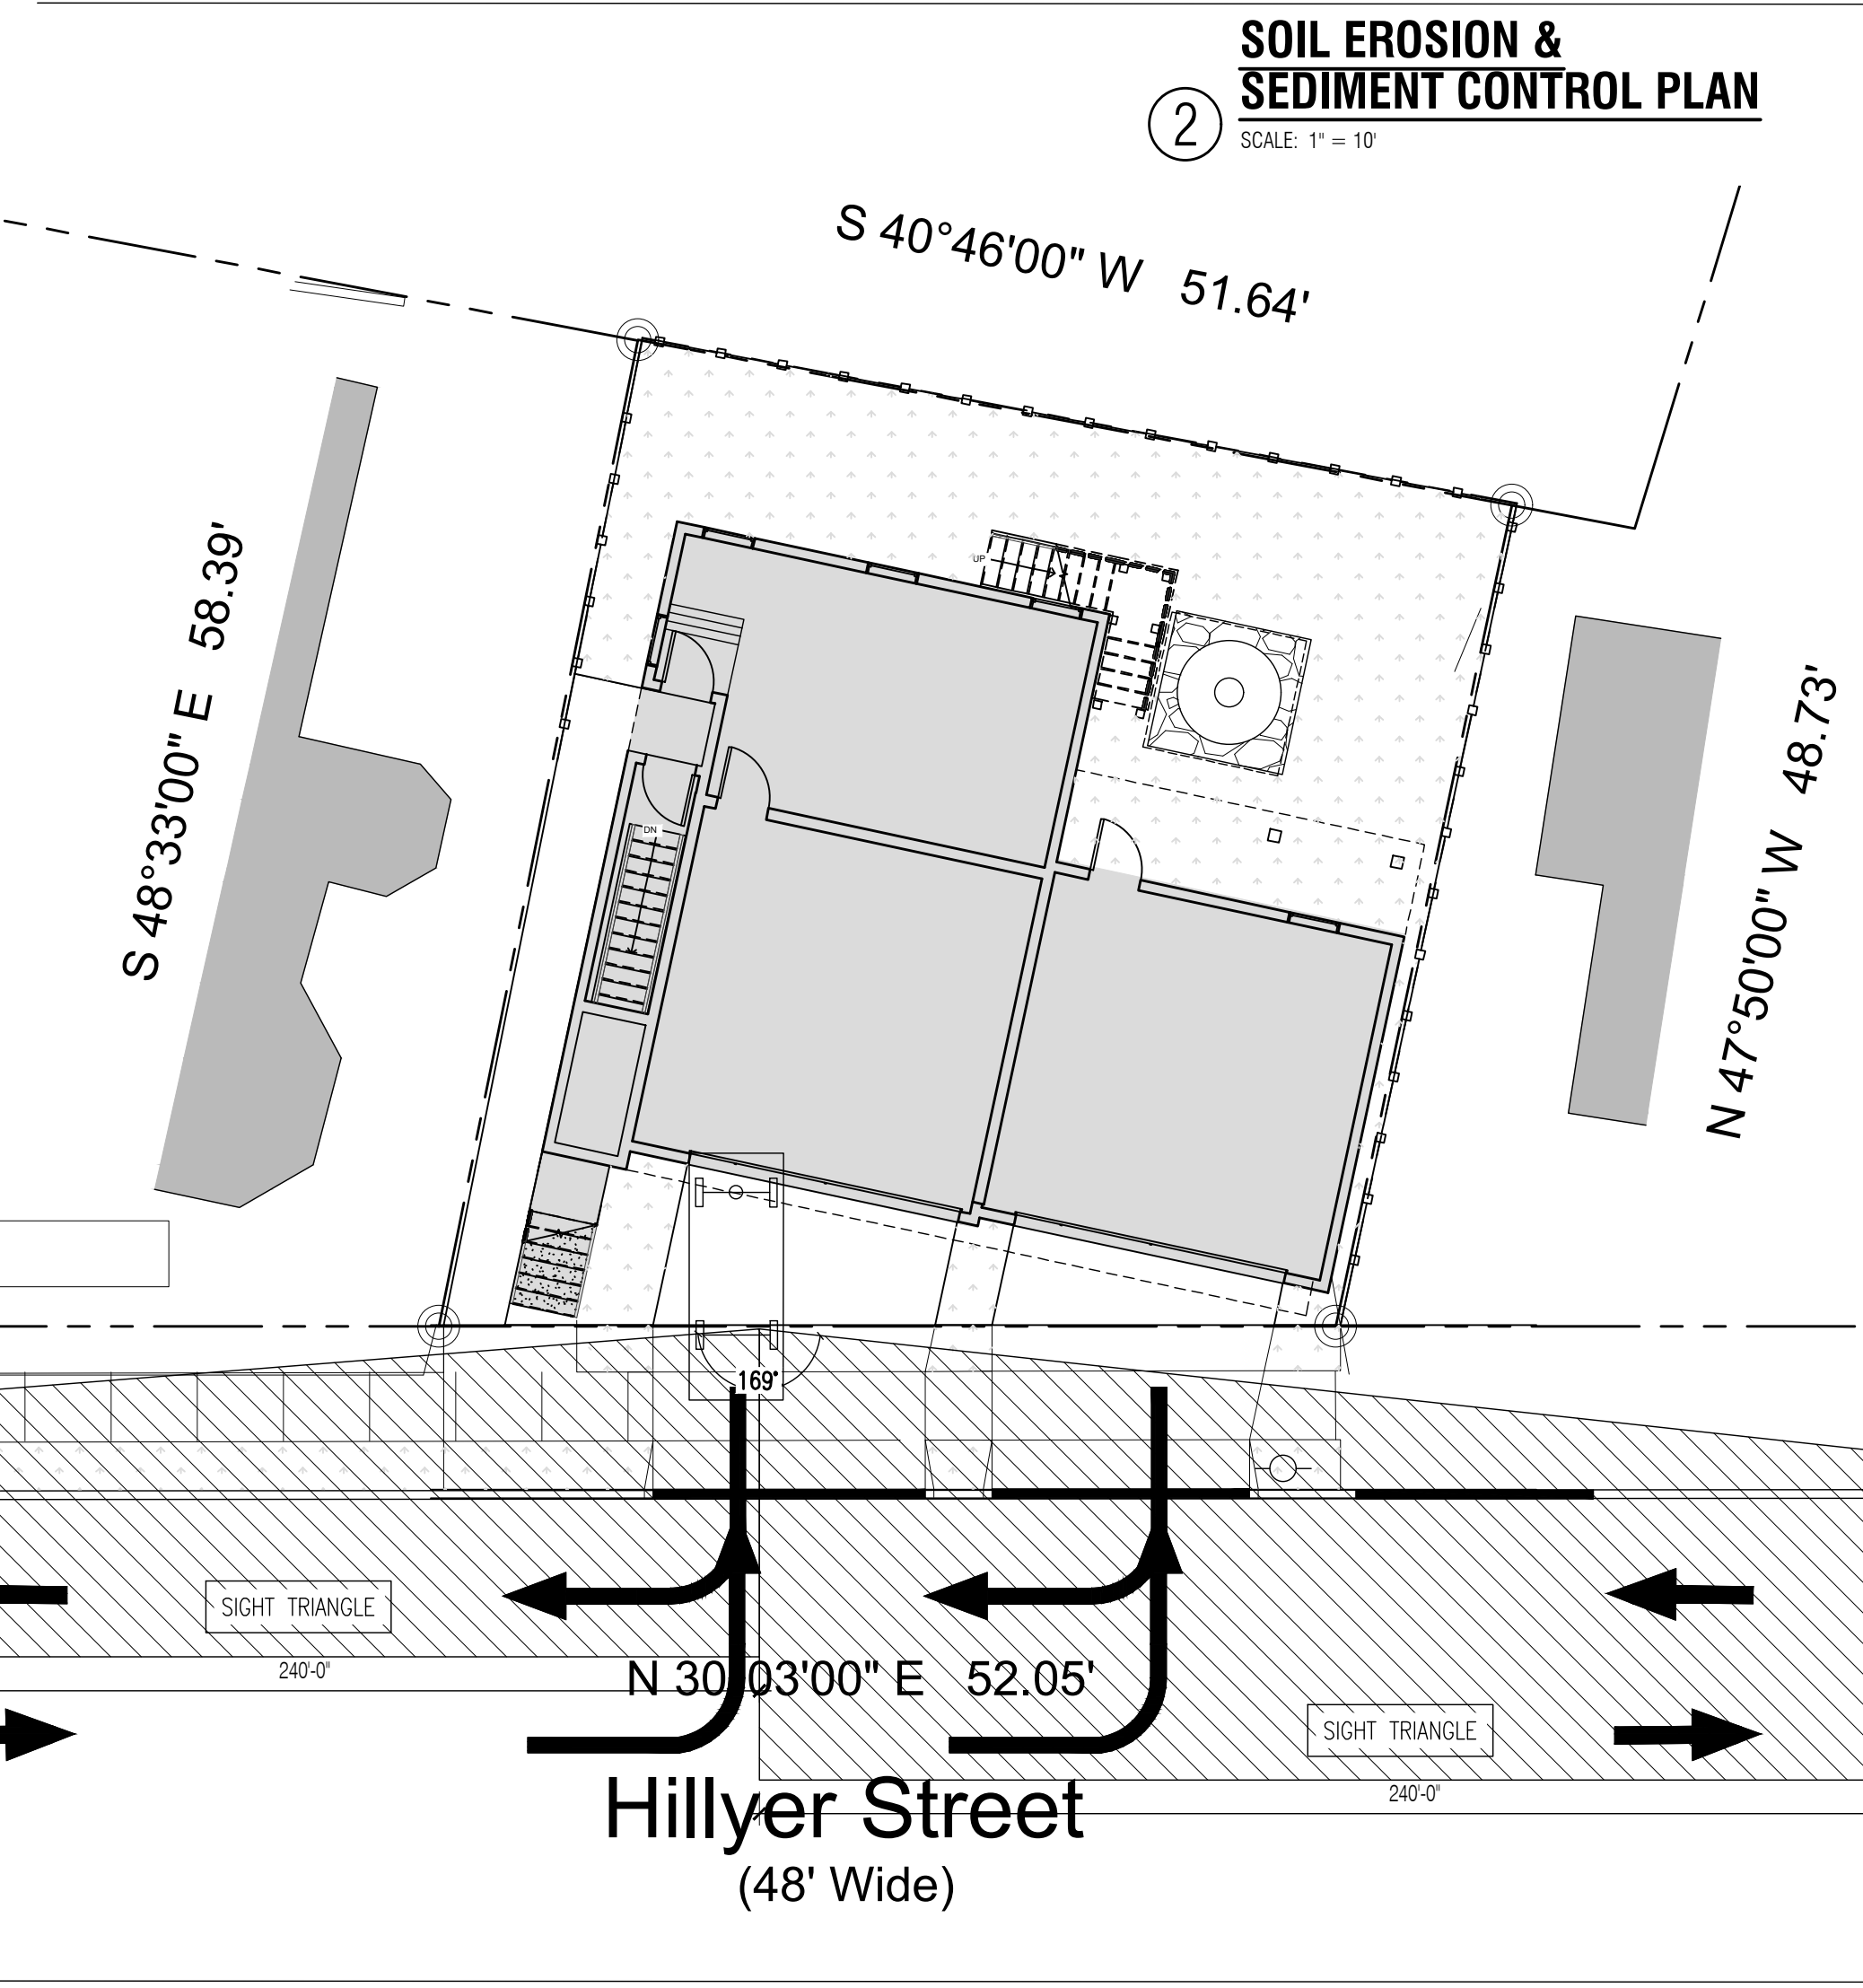 SOIL EROSION &
SEDIMENT CONTROL PLAN
2
SCALE: 1" = 10'
S 40°46'00" W 51.64'
S 48°33'00" E 58.39'
N 47°50'00" W 48.73'
UP
DN
169°
SIGHT TRIANGLE
240'-0"
N 30°03'00" E 52.05'
SIGHT TRIANGLE
240'-0"
Hillyer Street
(48' Wide)